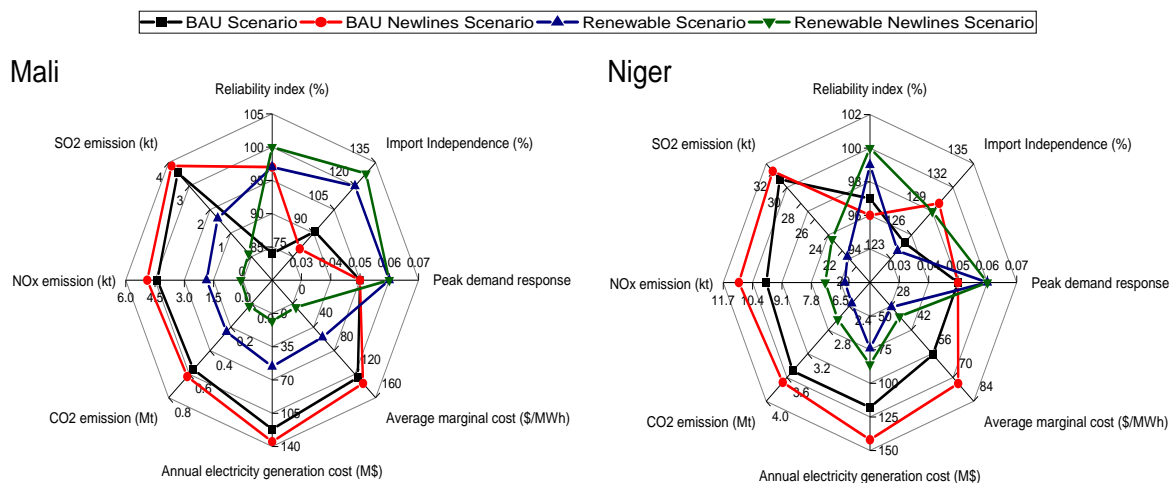 BAU Scenario BAU Newlines Scenario Renewable Scenario Renewable Newlines Scenario
Mali
Reliability index (%)
105
100
95
90
85
Import Independence (%)
135
120
105
90
75
Peak demand response
0.03 0.04 0.05 0.06 0.07
Average marginal cost ($/MWh)
0
40
80
120
160
Annual electricity generation cost (M$)
35
70
105
140
CO2 emission (Mt)
0.0
0.2
0.4
0.6
0.8
NOx emission (kt)
6.0 4.5 3.0 1.5 0.0
SO2 emission (kt)
4
3
2
1
0
Niger
Reliability index (%)
102
100
98
96
94
Import Independence (%)
135
132
129
126
123
Peak demand response
0.03 0.04 0.05 0.06 0.07
Average marginal cost ($/MWh)
28
42
56
70
84
Annual electricity generation cost (M$)
50
75
100
125
150
CO2 emission (Mt)
2.4
2.8
3.2
3.6
4.0
NOx emission (kt)
11.7 10.4 9.1 7.8 6.5
SO2 emission (kt)
32
30
28
26
24
22